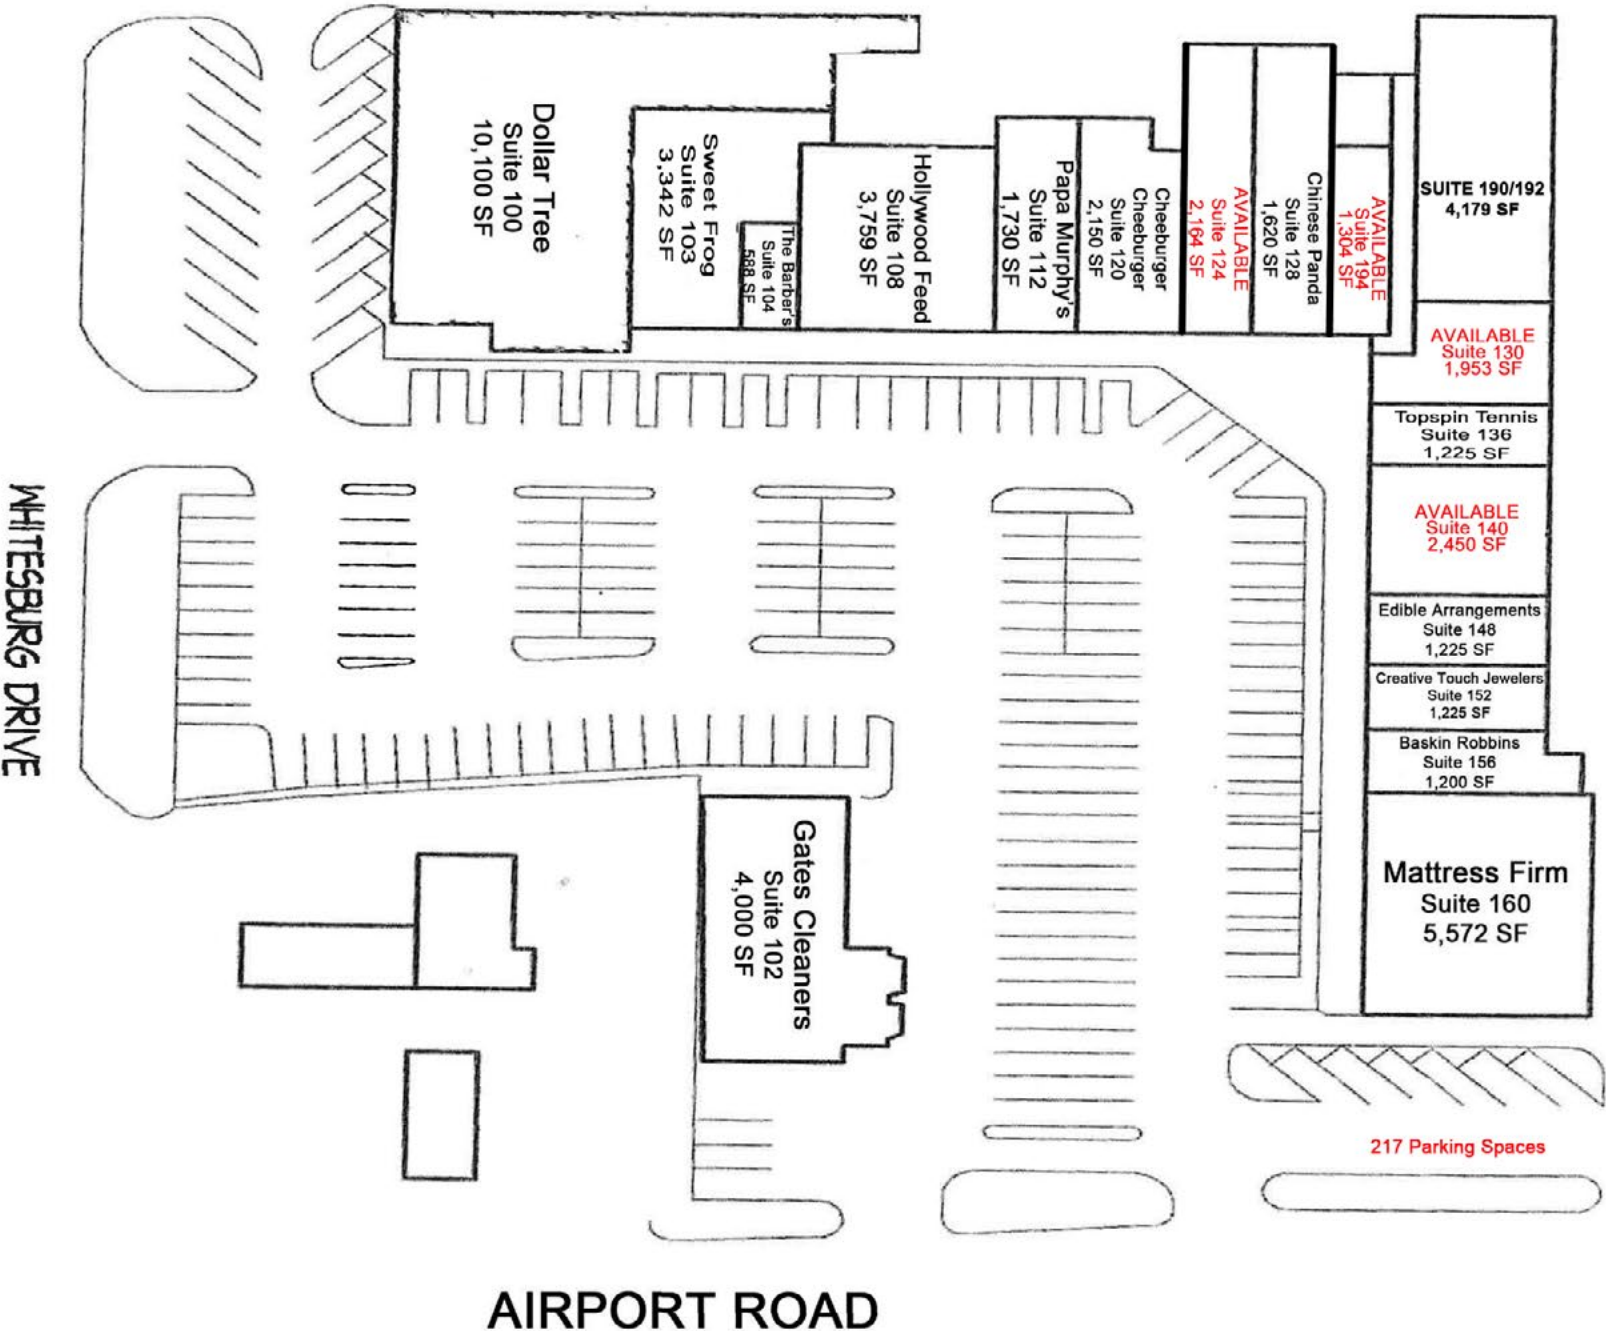 Dollar Tree
Suite 100
10,100 SF
Sweet Frog
Suite 103
3,342 SF
The Barber's
Suite 104
588 SF
Hollywood Feed
Suite 108
3,759 SF
Papa Murphy's
Suite 112
1,730 SF
Cheeburger
Cheeburger
Suite 120
2,150 SF
AVAILABLE
Suite 124
2,164 SF
Chinese Panda
Suite 128
1,620 SF
AVAILABLE
Suite 194
1,304 SF
SUITE 190/192
4,179 SF
AVAILABLE
Suite 130
1,953 SF
Topspin Tennis
Suite 136
1,225 SF
AVAILABLE
Suite 140
2,450 SF
Edible Arrangements
Suite 148
1,225 SF
Creative Touch Jewelers
Suite 152
1,225 SF
Baskin Robbins
Suite 156
1,200 SF
Mattress Firm
Suite 160
5,572 SF
Gates Cleaners
Suite 102
4,000 SF
WHITESBURG DRIVE
217 Parking Spaces
AIRPORT ROAD